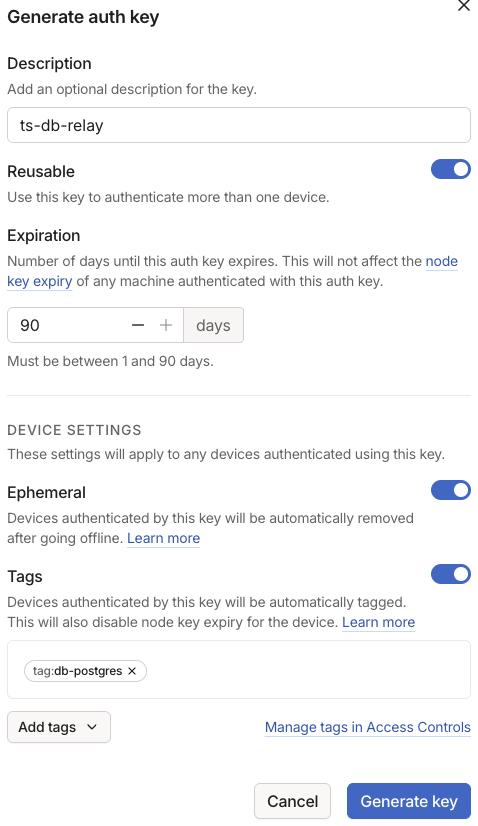 Generate auth key
Description
Add an optional description for the key.
ts-db-relay
Reusable
Use this key to authenticate more than one device.
Expiration
Number of days until this auth key expires. This will not affect the node
key expiry of any machine authenticated with this auth key.
90 days
Must be between 1 and 90 days.
DEVICE SETTINGS
These settings will apply to any devices authenticated using this key.
Ephemeral
Devices authenticated by this key will be automatically removed
after going offline. Learn more
Tags
Devices authenticated by this key will be automatically tagged.
This will also disable node key expiry for the device. Learn more
tag:db-postgres
Add tags Manage tags in Access Controls
Cancel Generate key